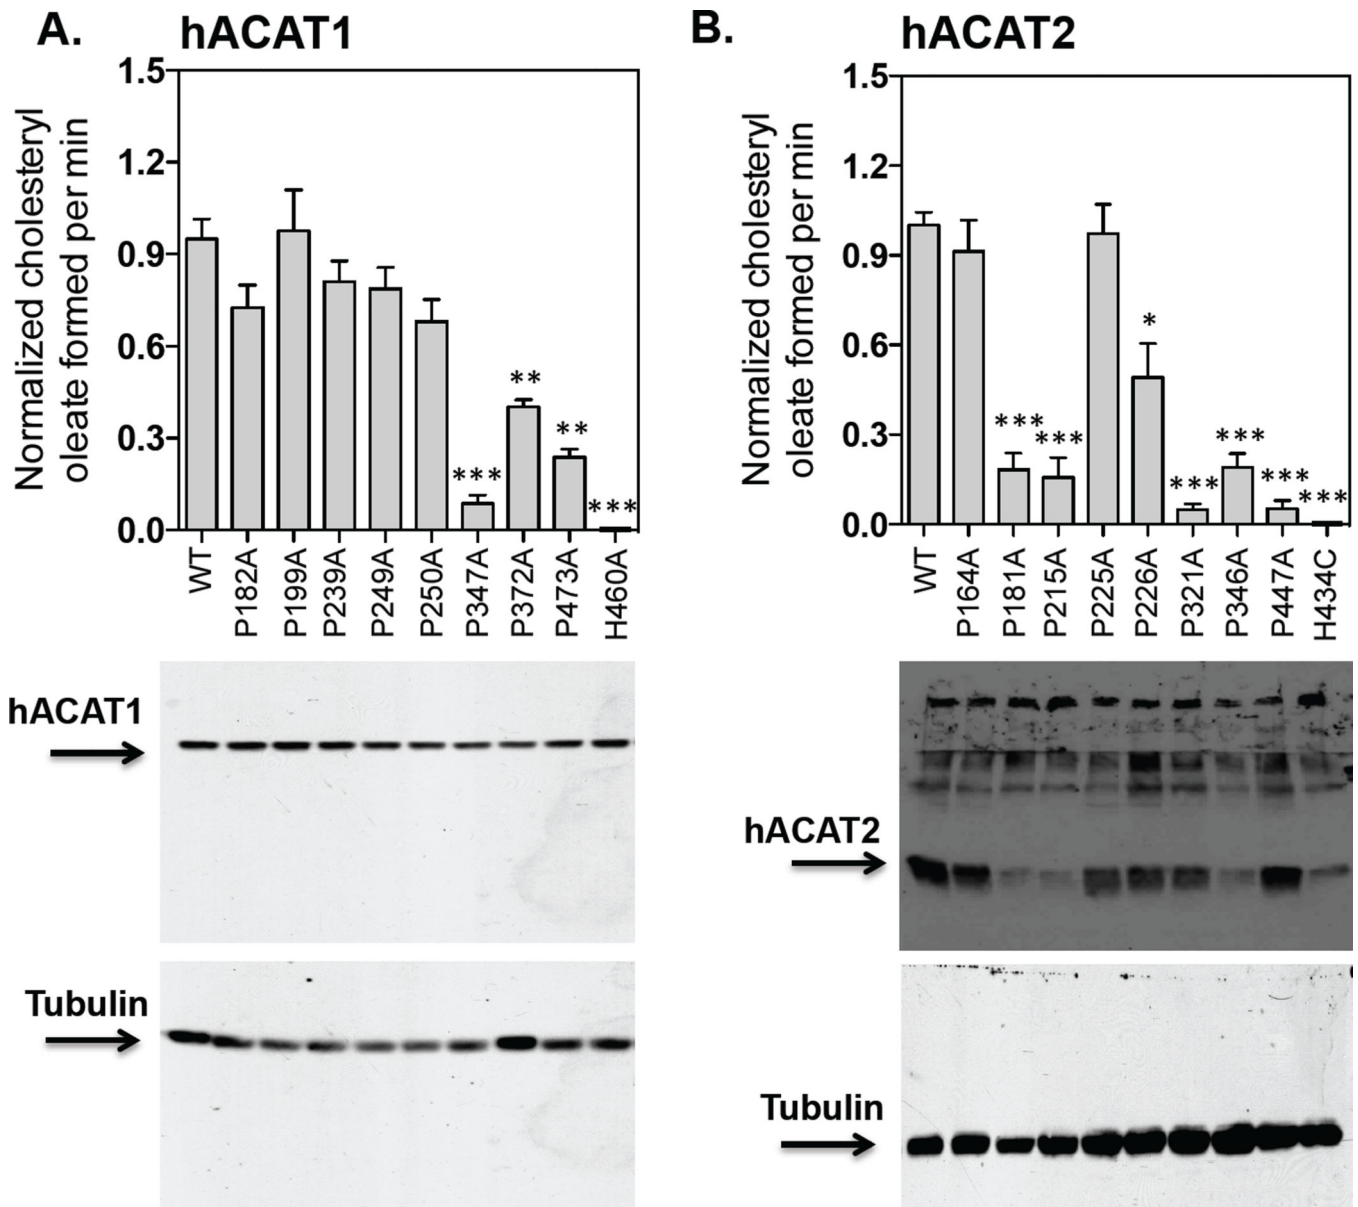 A. hACAT1
Normalized cholesteryl
oleate formed per min
1.5
1.2
0.9
0.6
0.3
0.0
***
**
**
***
WT P182A P199A P239A P249A P250A P347A P372A P473A H460A
hACAT1
Tubulin
B. hACAT2
Normalized cholesteryl
oleate formed per min
1.5
1.2
0.9
0.6
0.3
0.0
***
***
*
***
***
***
***
WT P164A P181A P215A P225A P226A P321A P346A P447A H434C
hACAT2
Tubulin